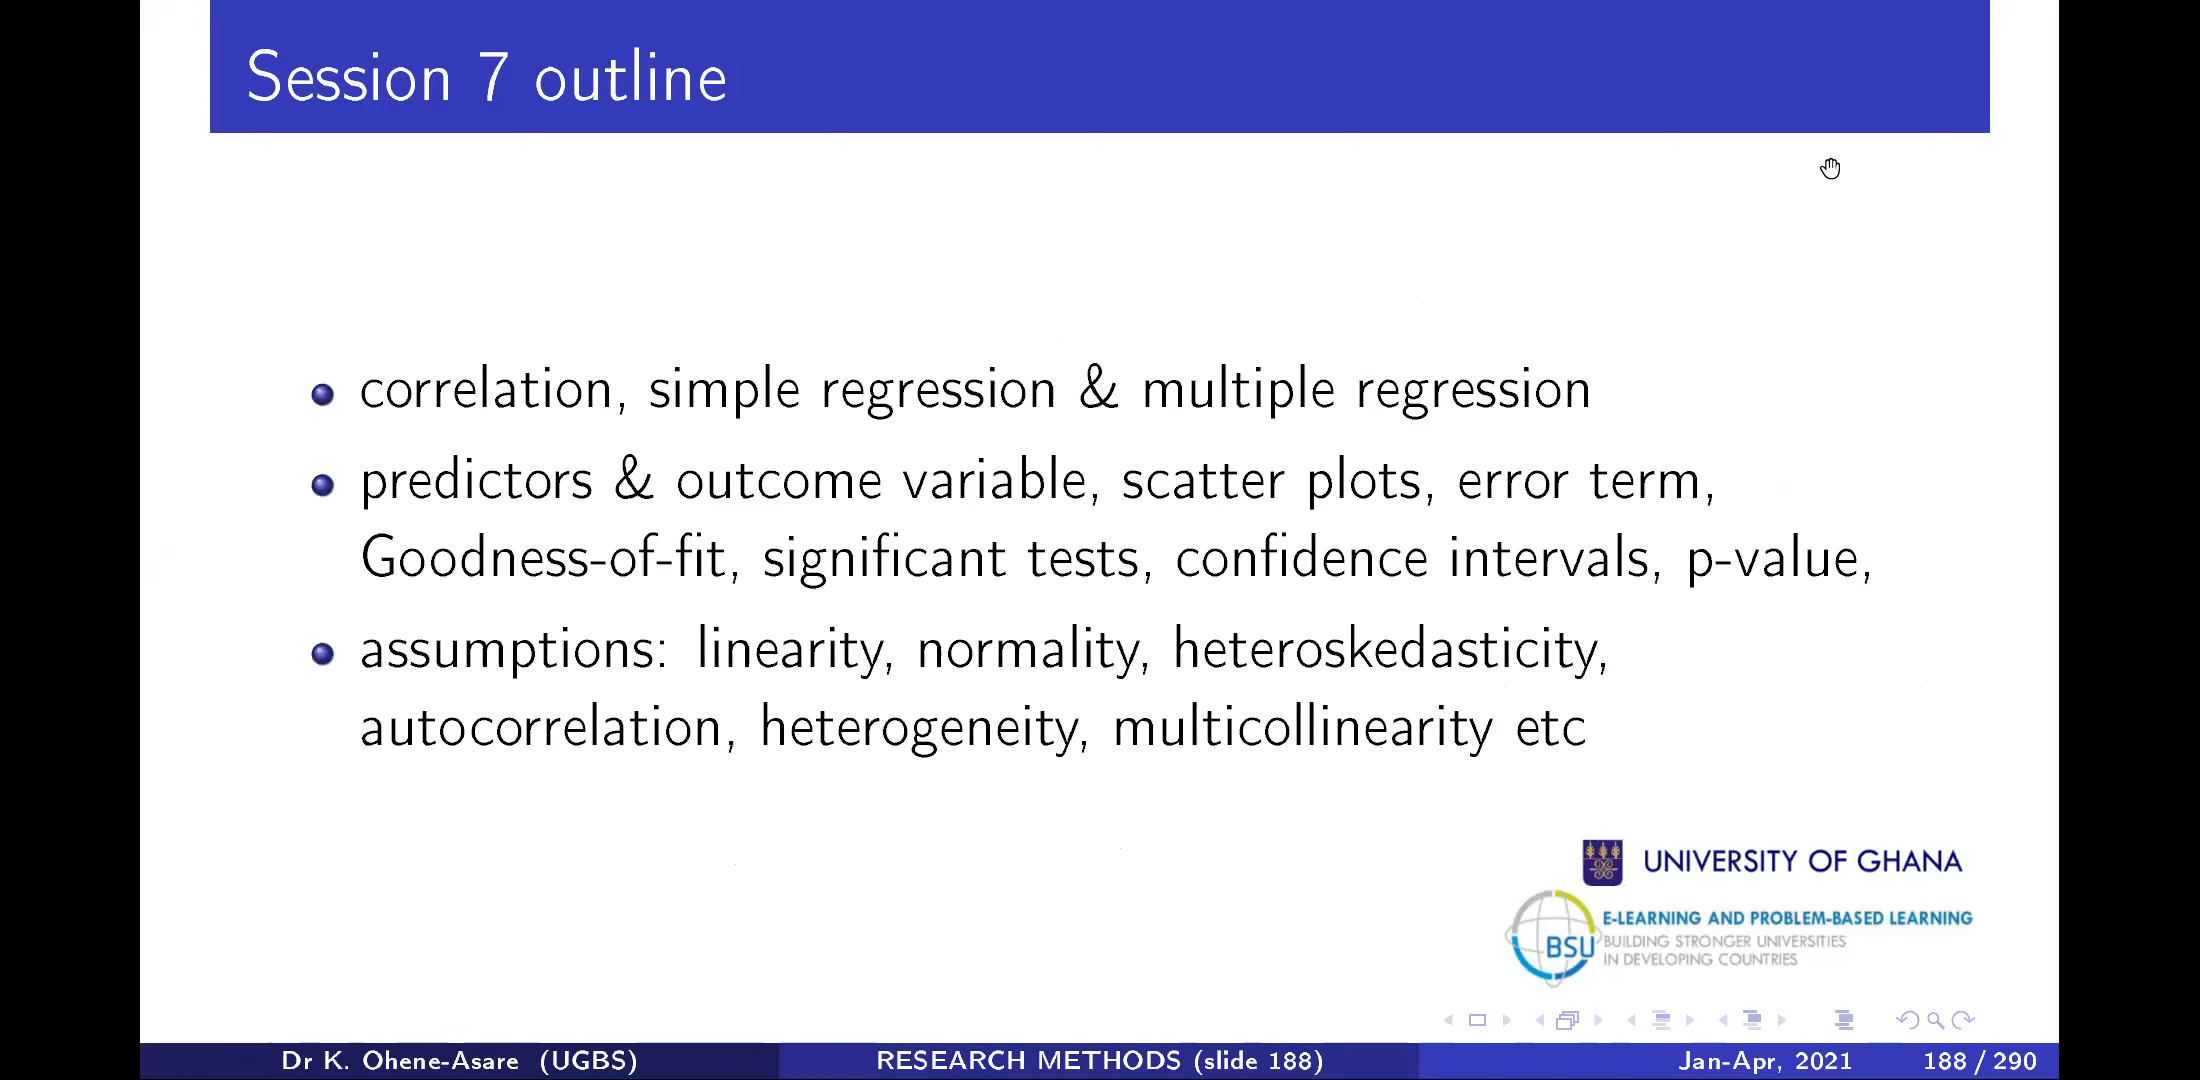 Session 7 outline
correlation, simple regression & multiple regression
predictors & outcome variable, scatter plots, error term,
Goodness-of-fit, significant tests, confidence intervals, p-value,
assumptions: linearity, normality, heteroskedasticity,
autocorrelation, heterogeneity, multicollinearity etc
UNIVERSITY OF GHANA
E-LEARNING AND PROBLEM-BASED LEARNING
BSU BUILDING STRONGER UNIVERSITIES
IN DEVELOPING COUNTRIES
Dr K. Ohene-Asare (UGBS) RESEARCH METHODS (slide 188) Jan-Apr, 2021 188 / 290